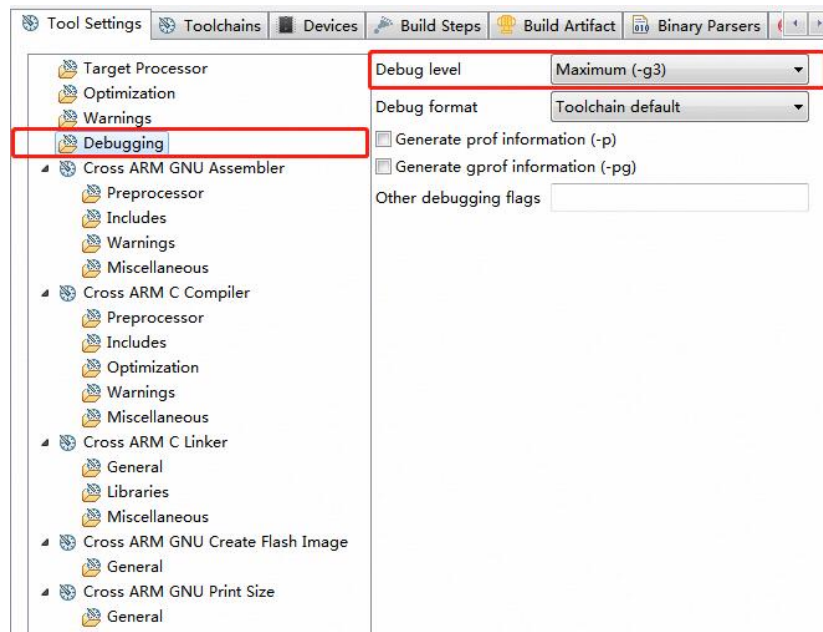 Tool Settings Toolchains Devices Build Steps Build Artifact Binary Parsers
Target Processor
Optimization
Warnings
Debugging
Cross ARM GNU Assembler
Preprocessor
Includes
Warnings
Miscellaneous
Cross ARM C Compiler
Preprocessor
Includes
Optimization
Warnings
Miscellaneous
Cross ARM C Linker
General
Libraries
Miscellaneous
Cross ARM GNU Create Flash Image
General
Cross ARM GNU Print Size
General
Debug level Maximum (-g3)
Debug format Toolchain default
Generate prof information (-p)
Generate gprof information (-pg)
Other debugging flags